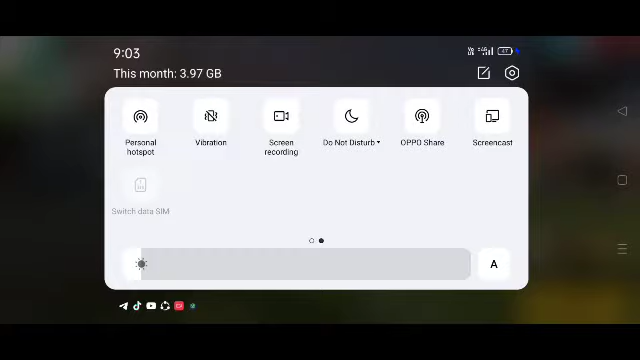 9:03
47
This month: 3.97 GB
Personal
hotspot
Vibration
Screen
recording
Do Not Disturb
OPPO Share
Screencast
Switch data SIM
A